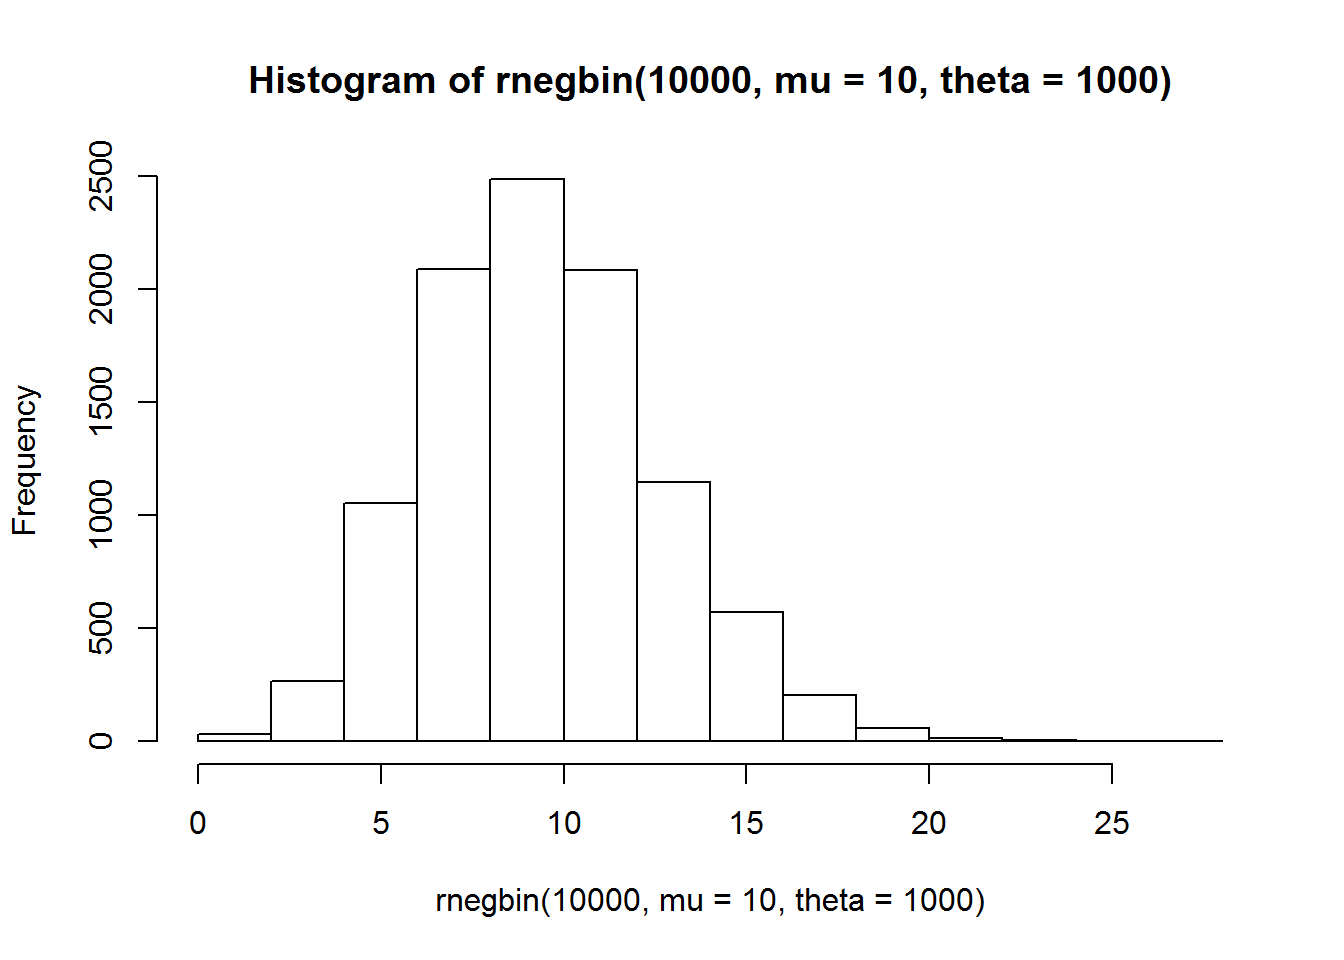 Histogram of rnegbin(10000, mu = 10, theta = 1000)
Frequency
2500
2000
1500
1000
500
0
0 5 10 15 20 25
rnegbin(10000, mu = 10, theta = 1000)